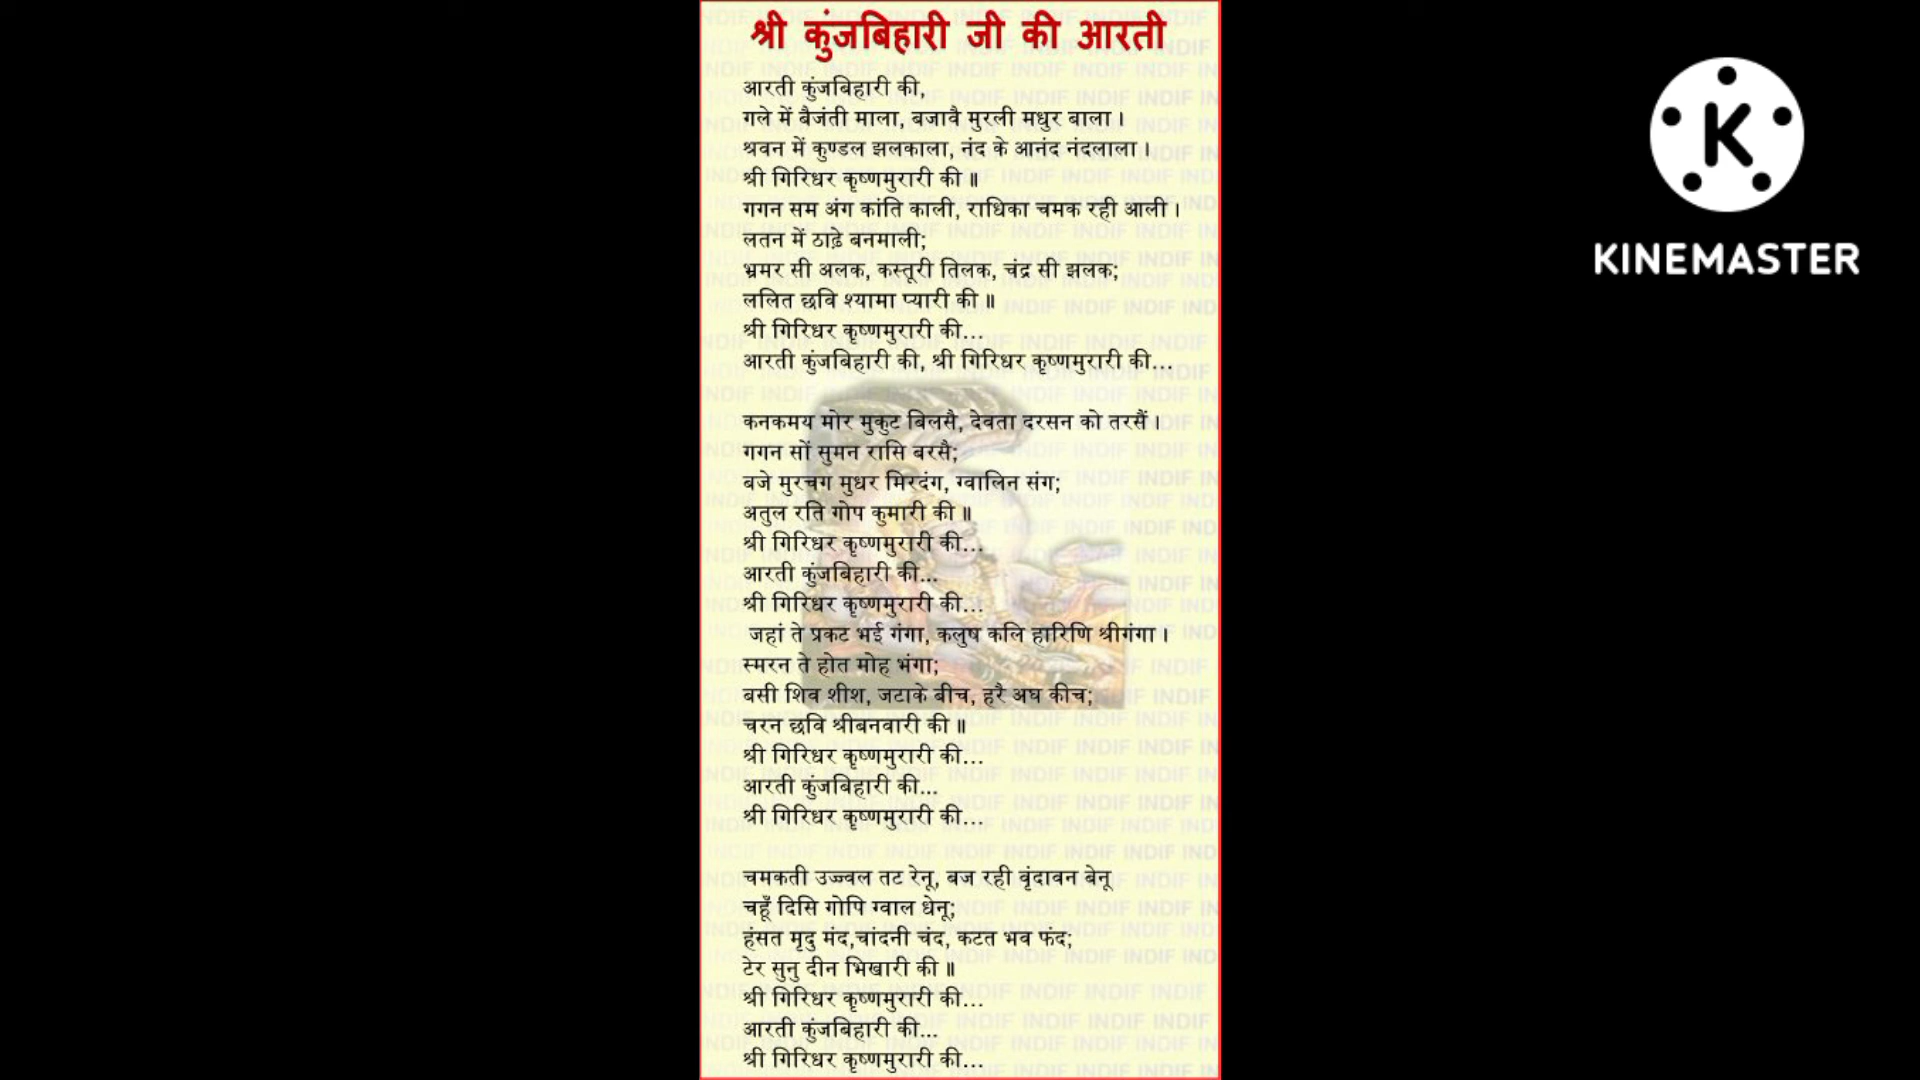 श्री कुंजबिहारी जी की आरती
आरती कुंजबिहारी की,
गले में बैजंती माला, बजावै मुरली मधुर बाला ।
श्रवन में कुण्डल झलकाला, नंद के आनंद नंदलाला ।
श्री गिरिधर कृष्णमुरारी की ॥
गगन सम अंग कांति काली, राधिका चमक रही आली ।
लतन में ठाढ़े बनमाली;
भ्रमर सी अलक, कस्तूरी तिलक, चंद्र सी झलक;
ललित छवि श्यामा प्यारी की ॥
श्री गिरिधर कृष्णमुरारी की...
आरती कुंजबिहारी की, श्री गिरिधर कृष्णमुरारी की...
कनकमय मोर मुकुट बिलसै, देवता दरसन को तरसैं ।
गगन सों सुमन रासि बरसै;
बजे मुरचंग मुधर मिरदंग, ग्वालिन संग;
अतुल रति गोप कुमारी की ॥
श्री गिरिधर कृष्णमुरारी की...
आरती कुंजबिहारी की...
श्री गिरिधर कृष्णमुरारी की...
जहां ते प्रकट भई गंगा, कलुष कलि हारिणि श्रीगंगा ।
स्मरन ते होत मोह भंगा;
बसी शिव शीश, जटाके बीच, हरै अघ कीच;
चरन छवि श्रीबनवारी की ॥
श्री गिरिधर कृष्णमुरारी की...
आरती कुंजबिहारी की...
श्री गिरिधर कृष्णमुरारी की...
चमकती उज्ज्वल तट रेनू, बज रही वृंदावन बेनू
चहूँ दिसि गोपि ग्वाल धेनू;
हंसत मृदु मंद,चांदनी चंद, कटत भव फंद;
टेर सुनु दीन भिखारी की ॥
श्री गिरिधर कृष्णमुरारी की...
आरती कुंजबिहारी की...
श्री गिरिधर कृष्णमुरारी की...
K
KINEMASTER